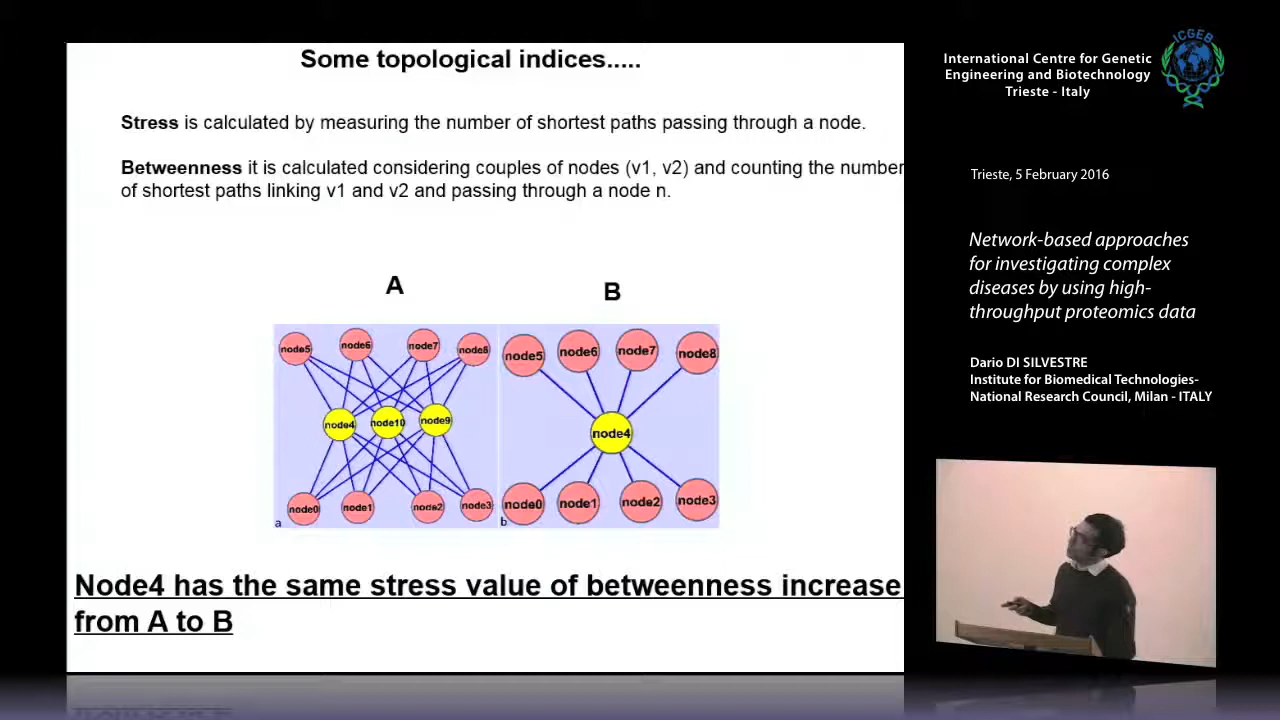 Some topological indices.....
Stress is calculated by measuring the number of shortest paths passing through a node.
Betweenness it is calculated considering couples of nodes (v1, v2) and counting the number
of shortest paths linking v1 and v2 and passing through a node n.
A
B
node5 node6 node7 node8
node4 node10 node9
node0 node1 node2 node3
a
node5 node6 node7 node8
node4
node0 node1 node2 node3
b
Node4 has the same stress value of betweenness increase
from A to B
International Centre for Genetic
Engineering and Biotechnology
Trieste - Italy
ICGEB
Trieste, 5 February 2016
Network-based approaches
for investigating complex
diseases by using high-
throughput proteomics data
Dario DI SILVESTRE
Institute for Biomedical Technologies-
National Research Council, Milan - ITALY